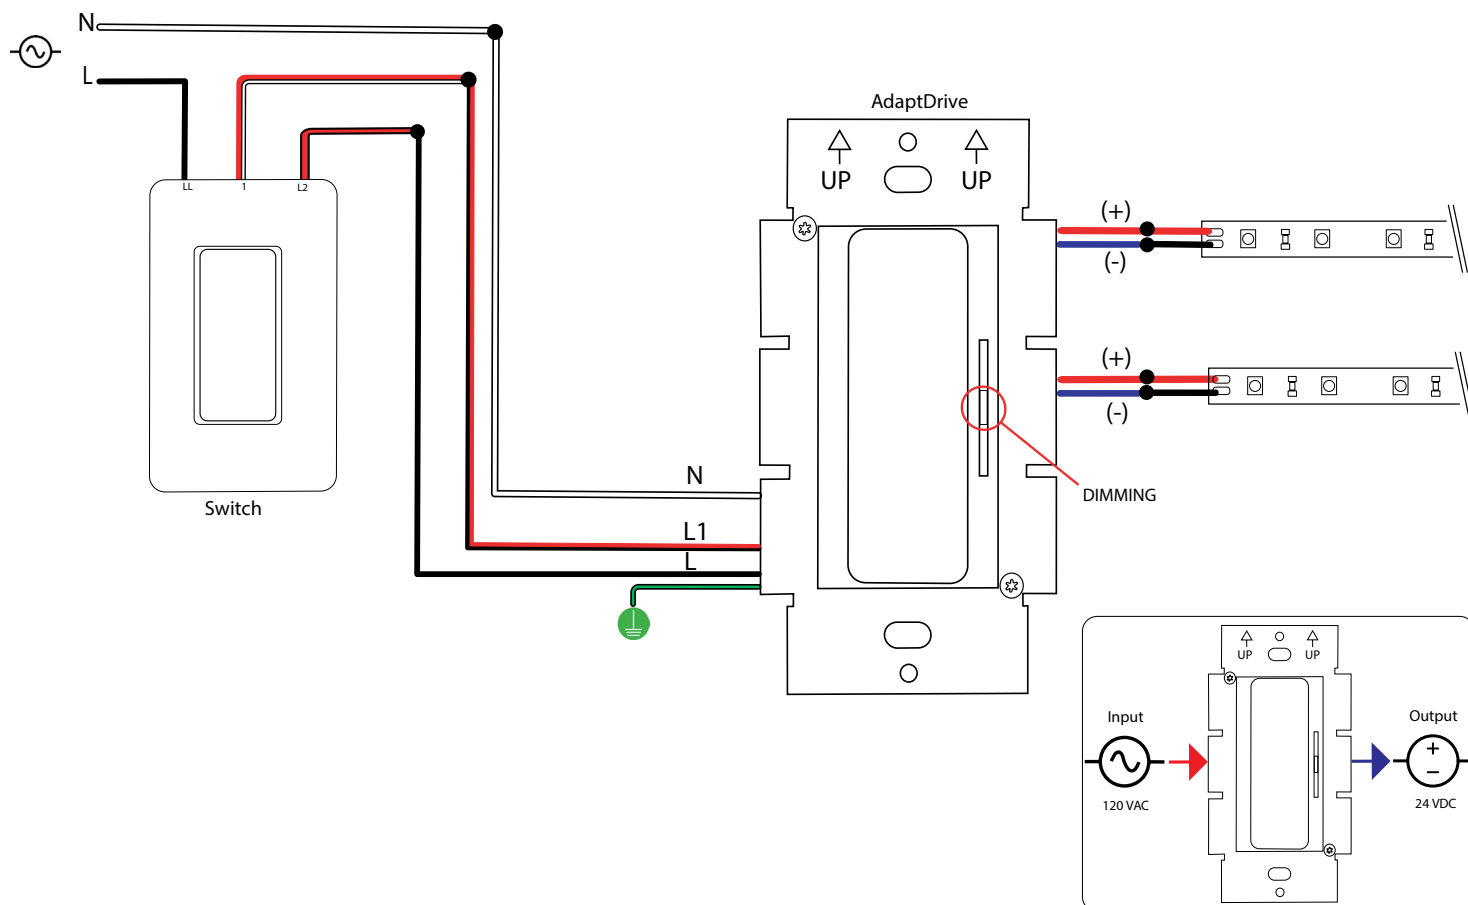 N
L
LL
1
L2
Switch
AdaptDrive
UP
UP
(+)
(-)
(+)
(-)
DIMMING
N
L1
L
UP
UP
Input
120 VAC
Output
+
−
24 VDC